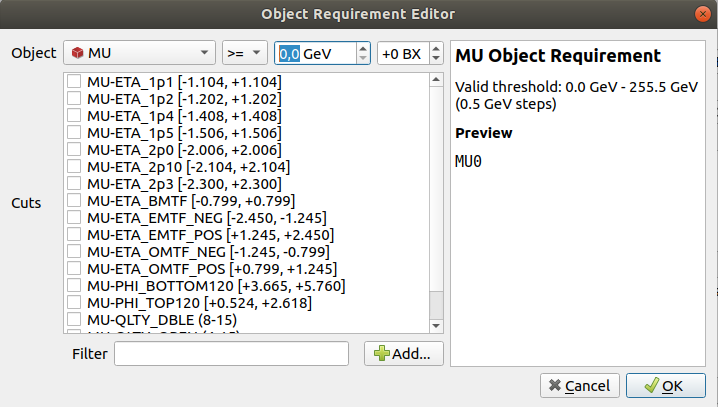 Object Requirement Editor
Object MU >= 0,0 GeV +0 BX
MU-ETA_1p1 [-1.104, +1.104]
MU-ETA_1p2 [-1.202, +1.202]
MU-ETA_1p4 [-1.408, +1.408]
MU-ETA_1p5 [-1.506, +1.506]
MU-ETA_2p0 [-2.006, +2.006]
MU-ETA_2p10 [-2.104, +2.104]
MU-ETA_2p3 [-2.300, +2.300]
Cuts
MU-ETA_BMTF [-0.799, +0.799]
MU-ETA_EMTF_NEG [-2.450, -1.245]
MU-ETA_EMTF_POS [+1.245, +2.450]
MU-ETA_OMTF_NEG [-1.245, -0.799]
MU-ETA_OMTF_POS [+0.799, +1.245]
MU-PHI_BOTTOM120 [+3.665, +5.760]
MU-PHI_TOP120 [+0.524, +2.618]
MU-QLTY_DBLE (8-15)
Filter
Add...
MU Object Requirement
Valid threshold: 0.0 GeV - 255.5 GeV
(0.5 GeV steps)
Preview
MU0
Cancel
OK